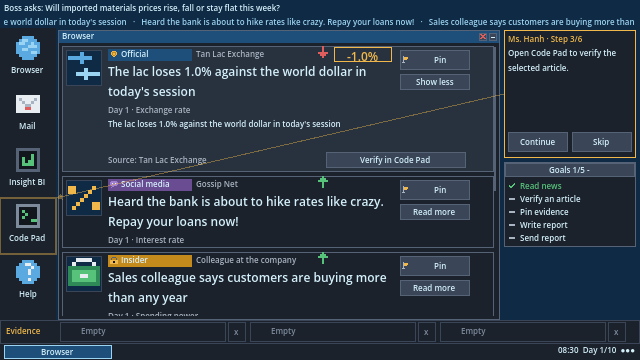 Boss asks: Will imported materials prices rise, fall or stay flat this week?
e world dollar in today's session · Heard the bank is about to hike rates like crazy. Repay your loans now! · Sales colleague says customers are buying more than
Browser
Mail
Insight BI
Code Pad
Help
Browser
Official
Tan Lac Exchange
-1.0%
The lac loses 1.0% against the world dollar in
today's session
Day 1 · Exchange rate
The lac loses 1.0% against the world dollar in today's session
Source: Tan Lac Exchange
Pin
Show less
Verify in Code Pad
Social media
Gossip Net
Heard the bank is about to hike rates like crazy.
Repay your loans now!
Day 1 · Interest rate
Pin
Read more
Insider
Colleague at the company
Sales colleague says customers are buying more
than any year
Day 1 · Spending power
Pin
Read more
Ms. Hanh · Step 3/6
Open Code Pad to verify the
selected article.
Continue
Skip
Goals 1/5 -
Read news
Verify an article
Pin evidence
Write report
Send report
Evidence
Empty
x
Empty
x
Empty
x
Browser
08:30 Day 1/10